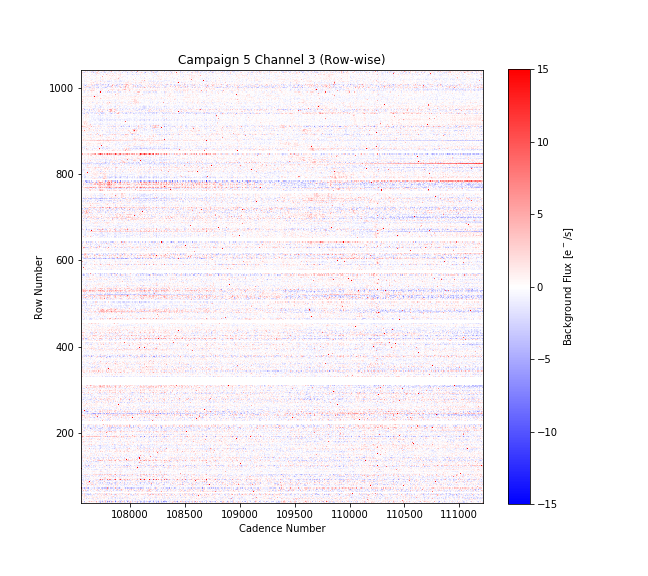 Campaign 5 Channel 3 (Row-wise)
1000
800
600
400
200
Row Number
108000 108500 109000 109500 110000 110500 111000
Cadence Number
15
10
5
0
−5
−10
−15
Background Flux [e⁻/s]